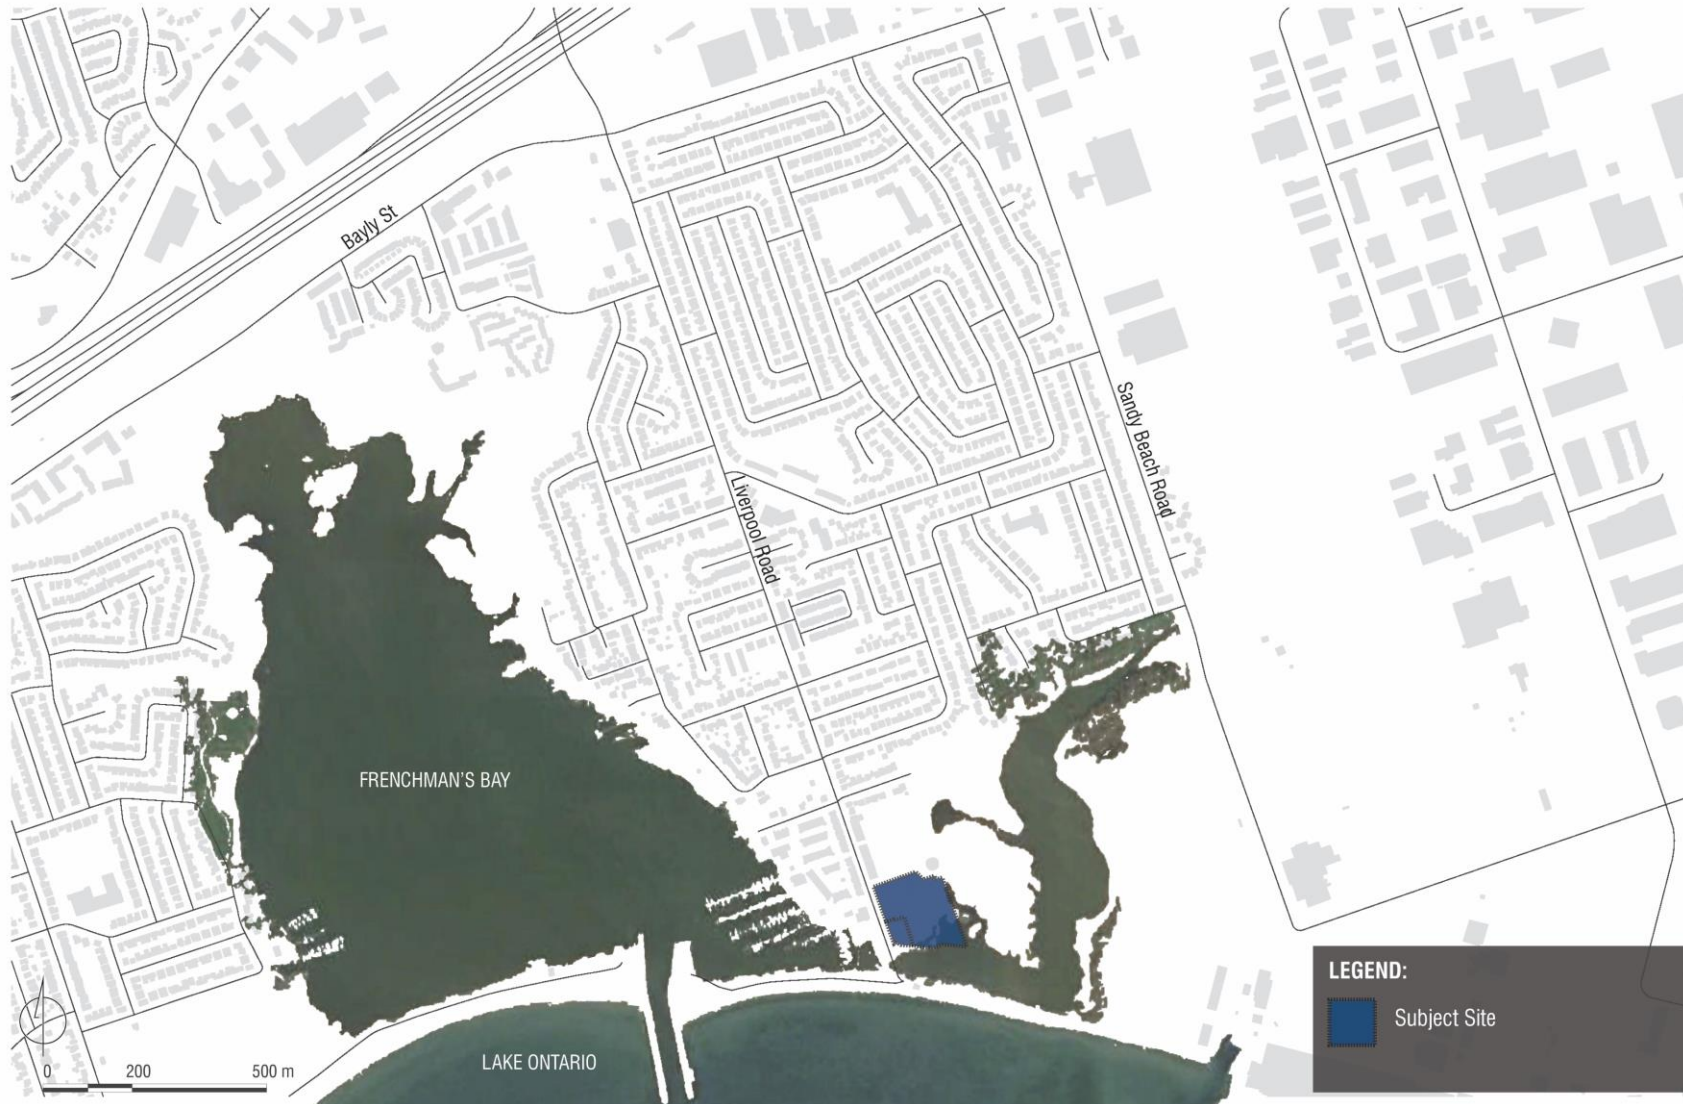 Bayly St
Sandy Beach Road
Liverpool Road
FRENCHMAN'S BAY
LAKE ONTARIO
0 200 500 m
LEGEND:
Subject Site